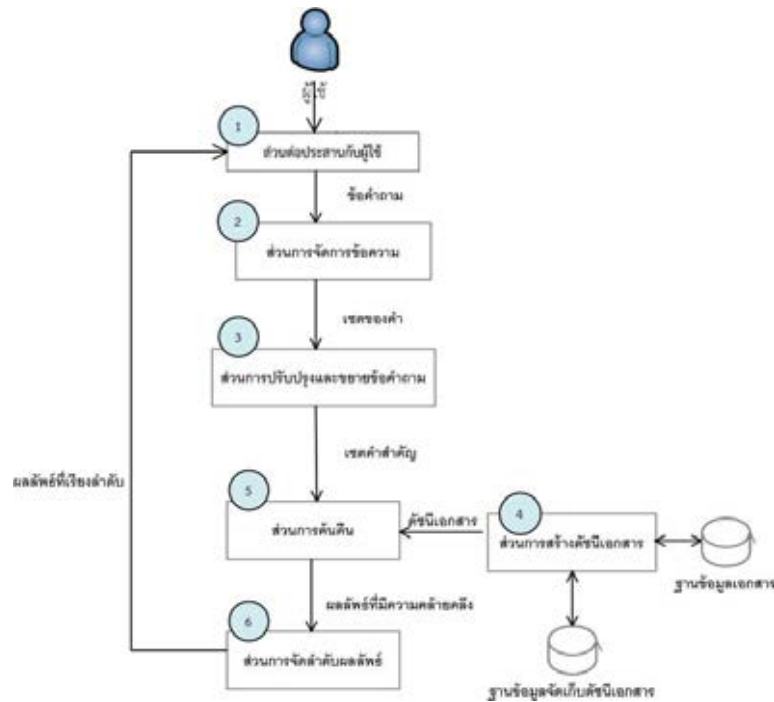 1
ส่วนต่อประสานกับผู้ใช้
ข้อคำถาม
2
ส่วนการจัดการข้อความ
เซตของคำ
3
ส่วนการปรับปรุงและขยายข้อคำถาม
เซตคำสำคัญ
ผลลัพธ์ที่เรียงลำดับ
5
ส่วนการค้นคืน
ดัชนีเอกสาร
4
ส่วนการสร้างดัชนีเอกสาร
ฐานข้อมูลเอกสาร
ผลลัพธ์ที่มีความคล้ายคลึง
6
ส่วนการจัดลำดับผลลัพธ์
ฐานข้อมูลจัดเก็บดัชนีเอกสาร